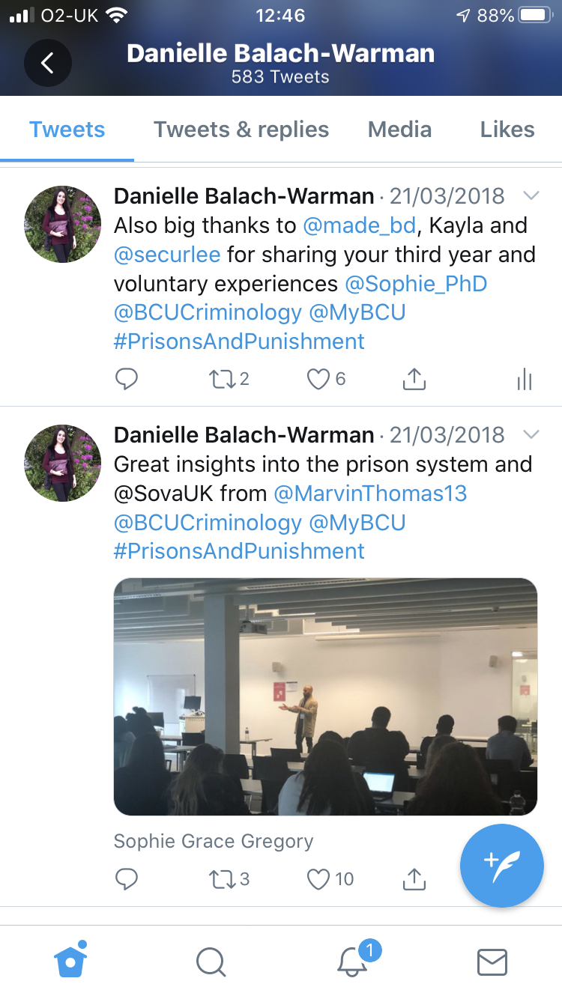 O2-UK 12:46 88%
Danielle Balach-Warman
583 Tweets
Tweets Tweets & replies Media Likes
Danielle Balach-Warman · 21/03/2018
Also big thanks to @made_bd, Kayla and
@securlee for sharing your third year and
voluntary experiences @Sophie_PhD
@BCUCriminology @MyBCU
#PrisonsAndPunishment
2 6
Danielle Balach-Warman · 21/03/2018
Great insights into the prison system and
@SovaUK from @MarvinThomas13
@BCUCriminology @MyBCU
#PrisonsAndPunishment
Sophie Grace Gregory
3 10
1